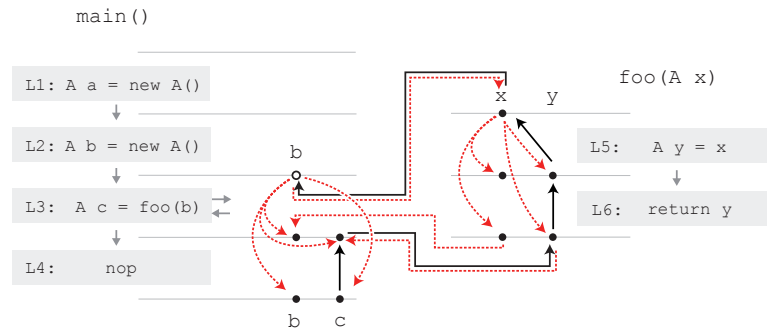 main()
foo(A x)
L1: A a = new A()
L2: A b = new A()
L3: A c = foo(b)
L4: nop
b
b c
x y
L5: A y = x
L6: return y